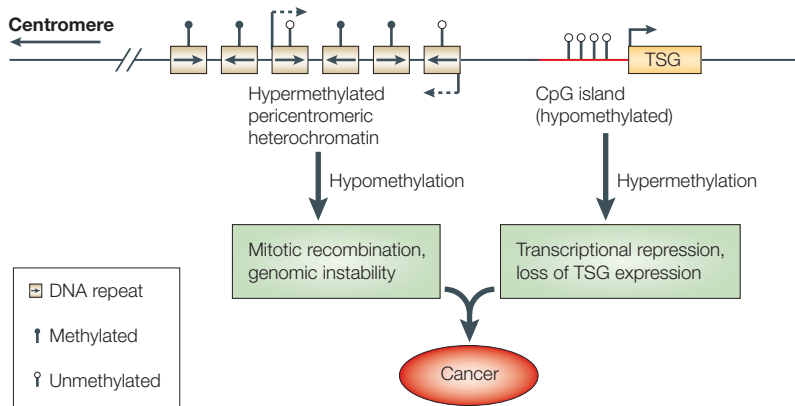 Centromere
TSG
Hypermethylated
pericentromeric
heterochromatin
CpG island
(hypomethylated)
Hypomethylation
Hypermethylation
Mitotic recombination,
genomic instability
Transcriptional repression,
loss of TSG expression
DNA repeat
Methylated
Unmethylated
Cancer